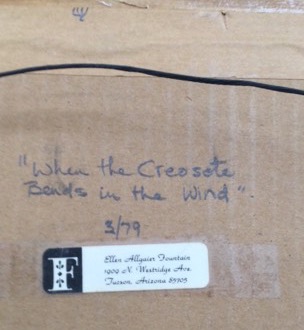 "When the Creosote
Bends in the Wind".
3/79
F
Ellen Allgaier Fountain
1909 N. Westridge Ave.
Tucson, Arizona 85705